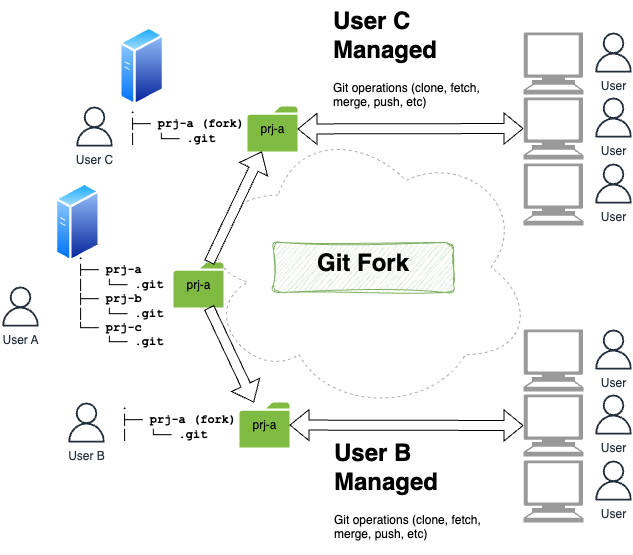 User C
Managed
Git operations (clone, fetch,
merge, push, etc)
User
User
User
.
├── prj-a (fork)
│   └── .git
prj-a
User C
Git Fork
.
├── prj-a
│   └── .git
├── prj-b
│   └── .git
└── prj-c
    └── .git
prj-a
User A
.
├── prj-a (fork)
│   └── .git
prj-a
User B
User B
Managed
Git operations (clone, fetch,
merge, push, etc)
User
User
User